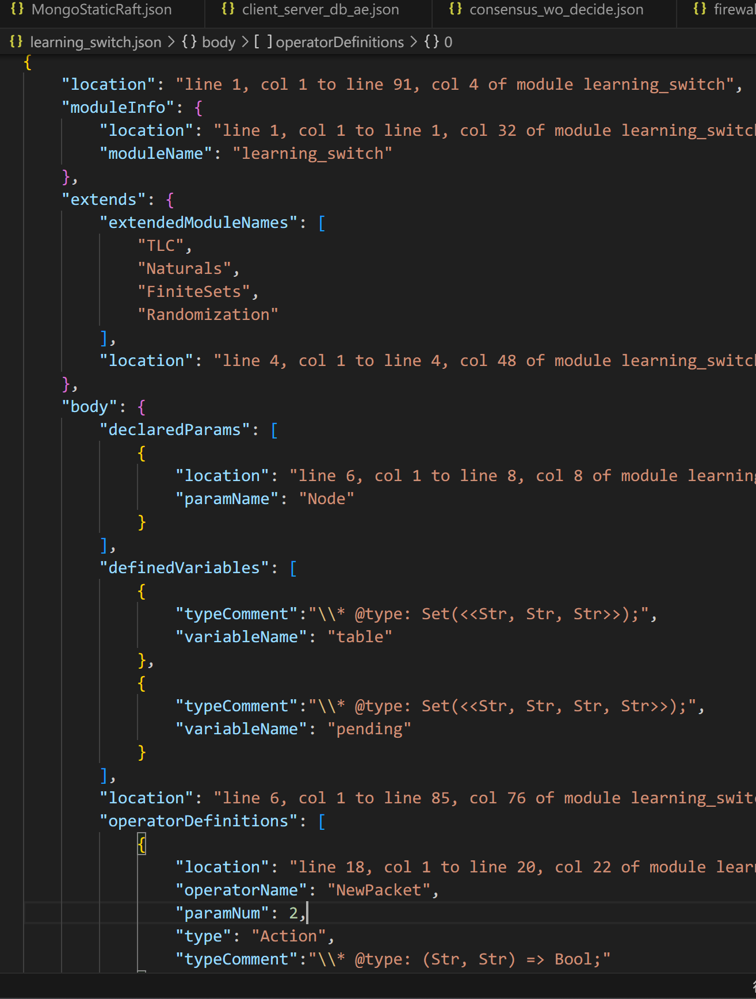 {} MongoStaticRaft.json {} client_server_db_ae.json {} consensus_wo_decide.json {}
{} learning_switch.json > {} body > [ ] operatorDefinitions > {} 0
{
"location": "line 1, col 1 to line 91, col 4 of module learning_switch",
"moduleInfo": {
"location": "line 1, col 1 to line 1, col 32 of module learning_switch
"moduleName": "learning_switch"
},
"extends": {
"extendedModuleNames": [
"TLC",
"Naturals",
"FiniteSets",
"Randomization"
],
"location": "line 4, col 1 to line 4, col 48 of module learning_switch
},
"body": {
"declaredParams": [
{
"location": "line 6, col 1 to line 8, col 8 of module learning
"paramName": "Node"
}
],
"definedVariables": [
{
"typeComment":"\\* @type: Set(<<Str, Str, Str>>);",
"variableName": "table"
},
{
"typeComment":"\\* @type: Set(<<Str, Str, Str, Str>>);",
"variableName": "pending"
}
],
"location": "line 6, col 1 to line 85, col 76 of module learning_swit
"operatorDefinitions": [
{
"location": "line 18, col 1 to line 20, col 22 of module lear
"operatorName": "NewPacket",
"paramNum": 2,
"type": "Action",
"typeComment":"\\* @type: (Str, Str) => Bool;"